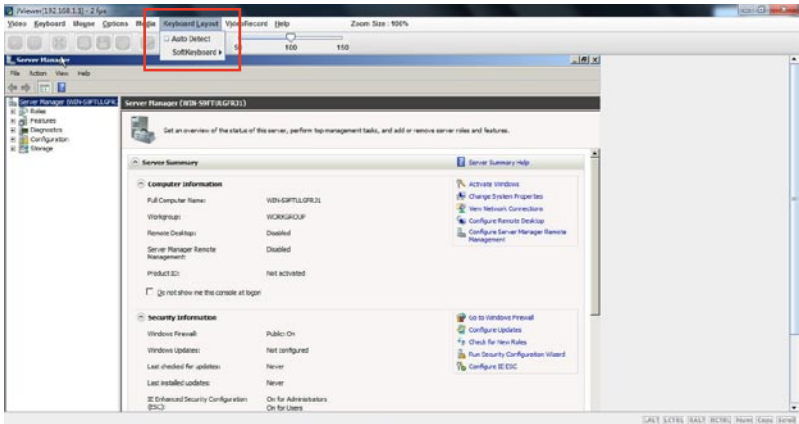 JViewer[192.168.1.1] - 2 fps
Video Keyboard Mouse Options Media Keyboard Layout Video Record Help Zoom Size : 100%
Auto Detect
SoftKeyboard
50 100 150
Server Manager
File Action View Help
Server Manager (WIN-S9FTULGFRJ1)
Roles
Features
Diagnostics
Configuration
Storage
Server Manager (WIN-S9FTULGFRJ1)
Get an overview of the status of this server, perform top management tasks, and add or remove server roles and features.
Server Summary
Server Summary Help
Computer Information
Full Computer Name: WIN-S9FTULGFRJ1
Workgroup: WORKGROUP
Remote Desktop: Disabled
Server Manager Remote Management: Disabled
Product ID: Not activated
Do not show me this console at logon
Activate Windows
Change System Properties
View Network Connections
Configure Remote Desktop
Configure Server Manager Remote
Management
Security Information
Windows Firewall: Public: On
Windows Updates: Not configured
Last checked for updates: Never
Last installed updates: Never
IE Enhanced Security Configuration (ESC): On for Administrators
On for Users
Go to Windows Firewall
Configure Updates
Check for New Roles
Run Security Configuration Wizard
Configure IE ESC
LALT LCTRL RALT RCTRL Num Caps Scroll